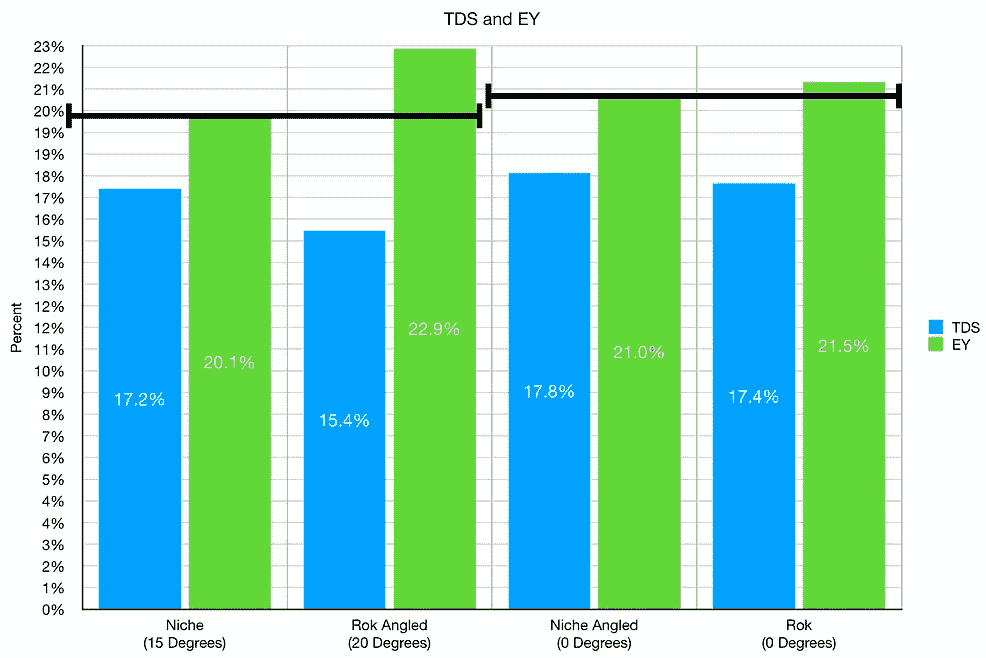 TDS and EY
23%
22%
21%
20%
19%
19%
18%
17%
16%
15%
14%
13%
12%
12%
11%
10%
9%
8%
7%
6%
5%
4%
4%
3%
2%
1%
0%
Percent
17.2%
20.1%
15.4%
22.9%
17.8%
21.0%
17.4%
21.5%
Niche
(15 Degrees)
Rok Angled
(20 Degrees)
Niche Angled
(0 Degrees)
Rok
(0 Degrees)
TDS
EY